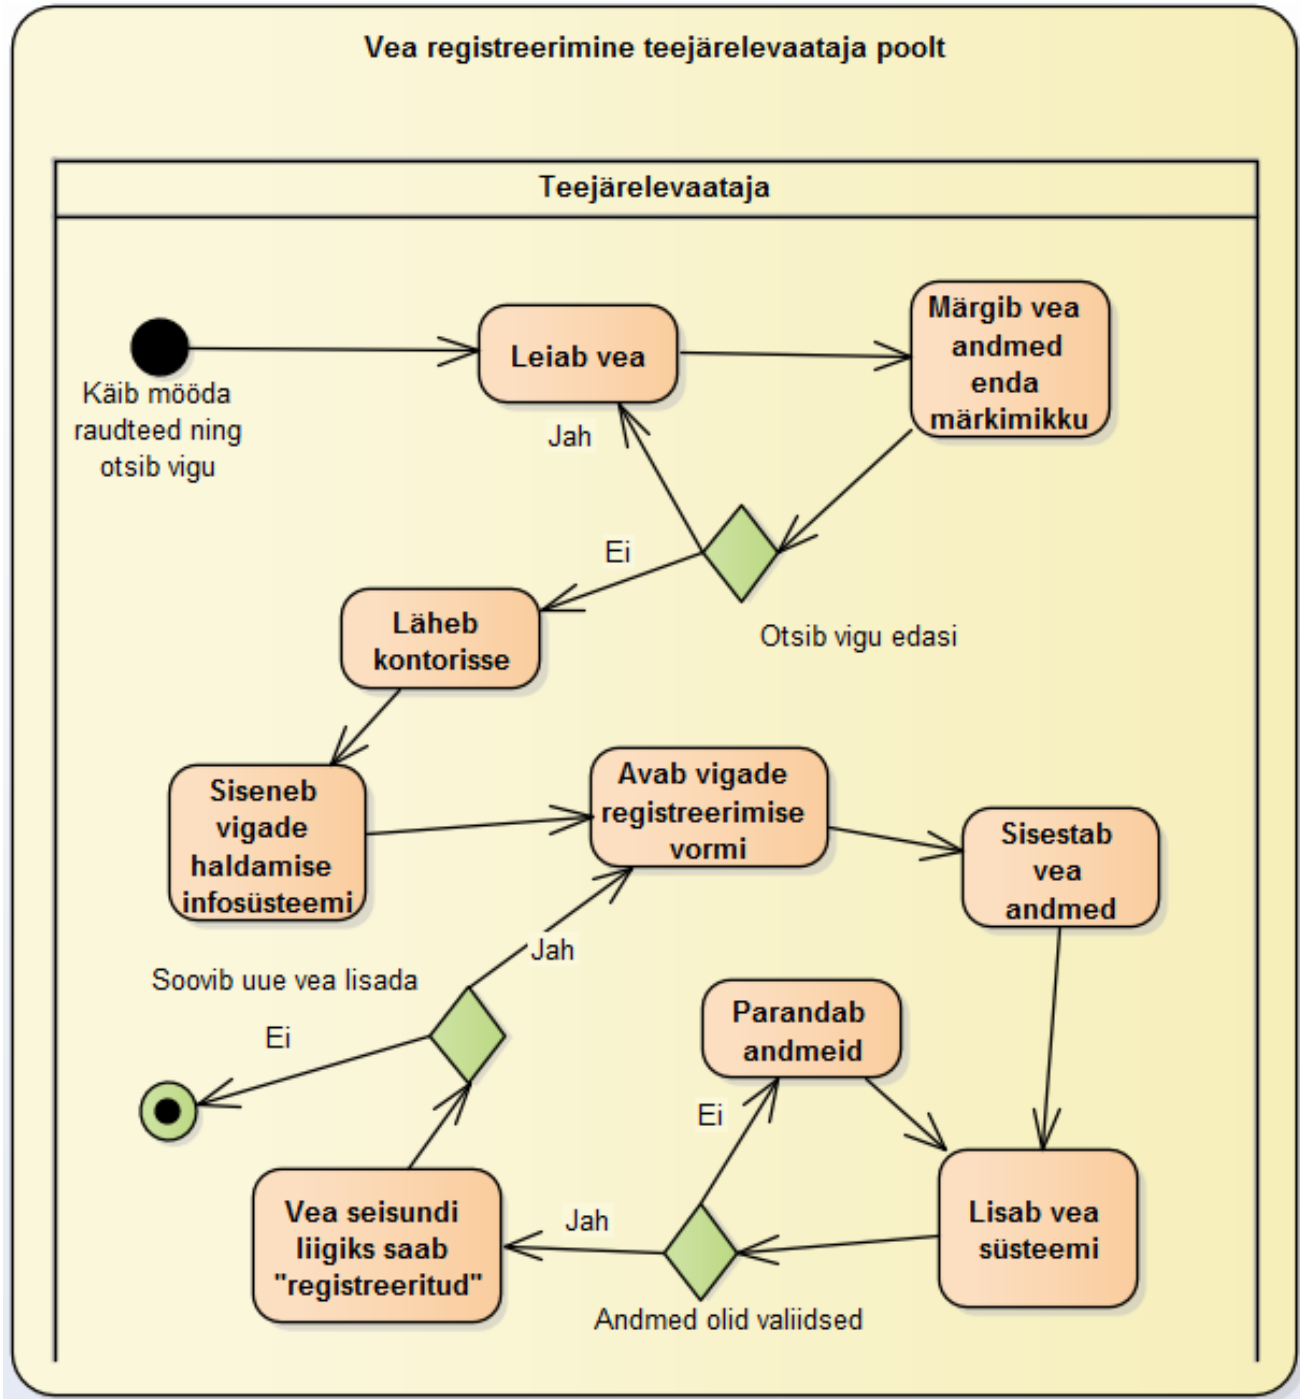 Vea registreerimine teejärelevaataja poolt
Teejärelevaataja
Käib mööda
raudteed ning
otsib vigu
Leiab vea
Märgib vea
andmed
enda
märkimikku
Jah
Ei
Otsib vigu edasi
Läheb
kontorisse
Siseneb
vigade
haldamise
infosüsteemi
Avab vigade
registreerimise
vormi
Sisestab
vea
andmed
Jah
Soovib uue vea lisada
Ei
Parandab
andmeid
Ei
Lisab vea
süsteemi
Jah
Andmed olid valiidsed
Vea seisundi
liigiks saab
"registreeritud"